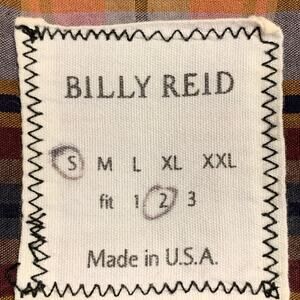 BILLY REID
S M L XL XXL
fit 1 2 3
Made in U.S.A.